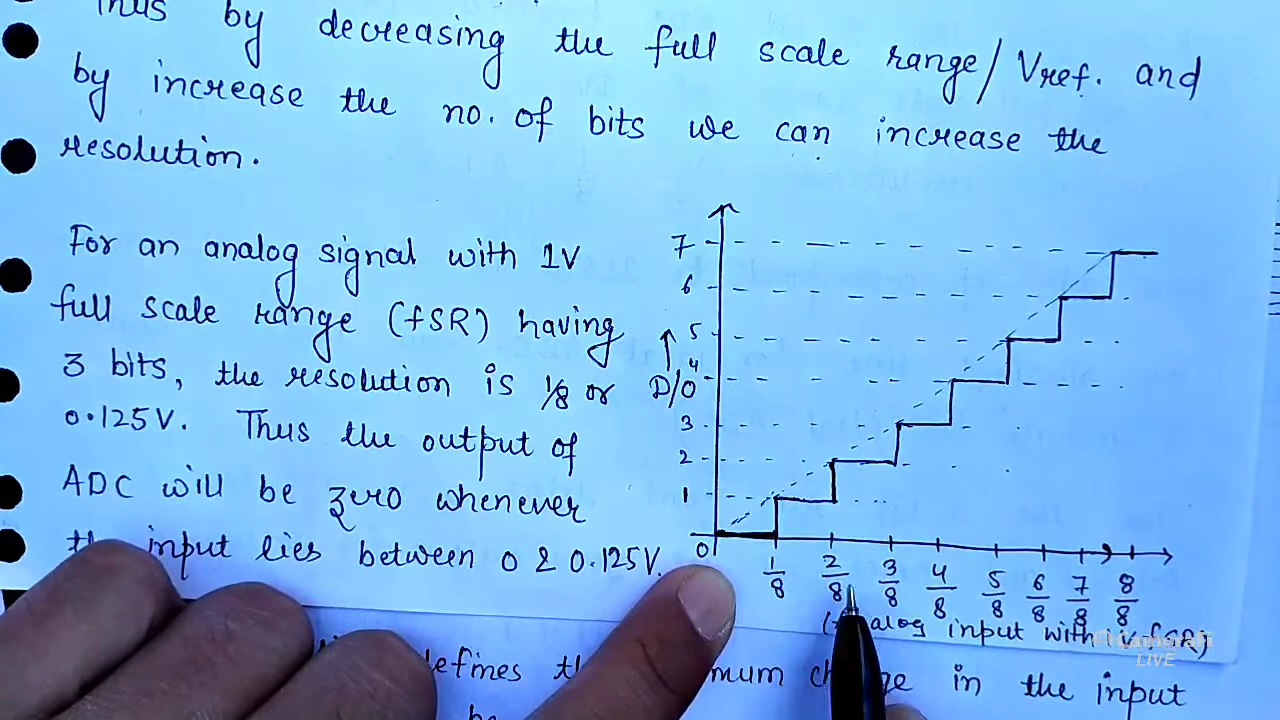 Thus by decreasing the full scale range/Vref. and
by increase the no. of bits we can increase the
resolution.
For an analog signal with 1V
full scale range (fSR) having
3 bits, the resolution is 1/8 or
0.125V. Thus the output of
ADC will be zero whenever
input lies between 0 & 0.125V.
7
6
5
4
D/O
3
2
1
0
1/8 2/8 3/8 4/8 5/8 6/8 7/8 8/8
input with 1V fSR)
in the input
LIVE